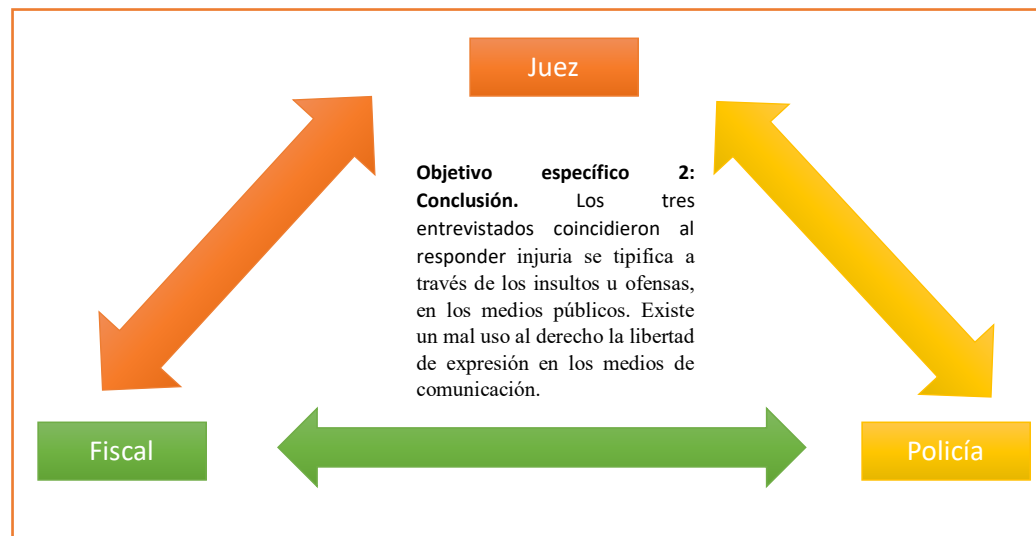 Juez
Objetivo específico 2:
Conclusión. Los tres
entrevistados coincidieron al
responder injuria se tipifica a
través de los insultos u ofensas,
en los medios públicos. Existe
un mal uso al derecho la libertad
de expresión en los medios de
comunicación.
Fiscal
Policía